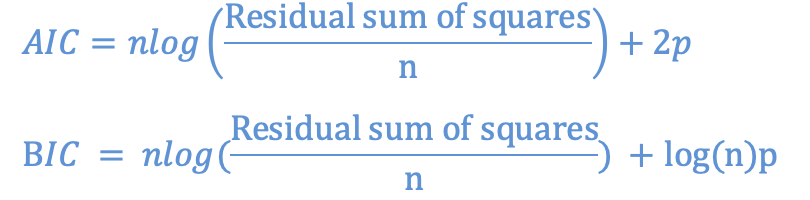 AIC = nlog (Residual sum of squares / n) + 2p
BIC = nlog(Residual sum of squares / n) + log(n)p